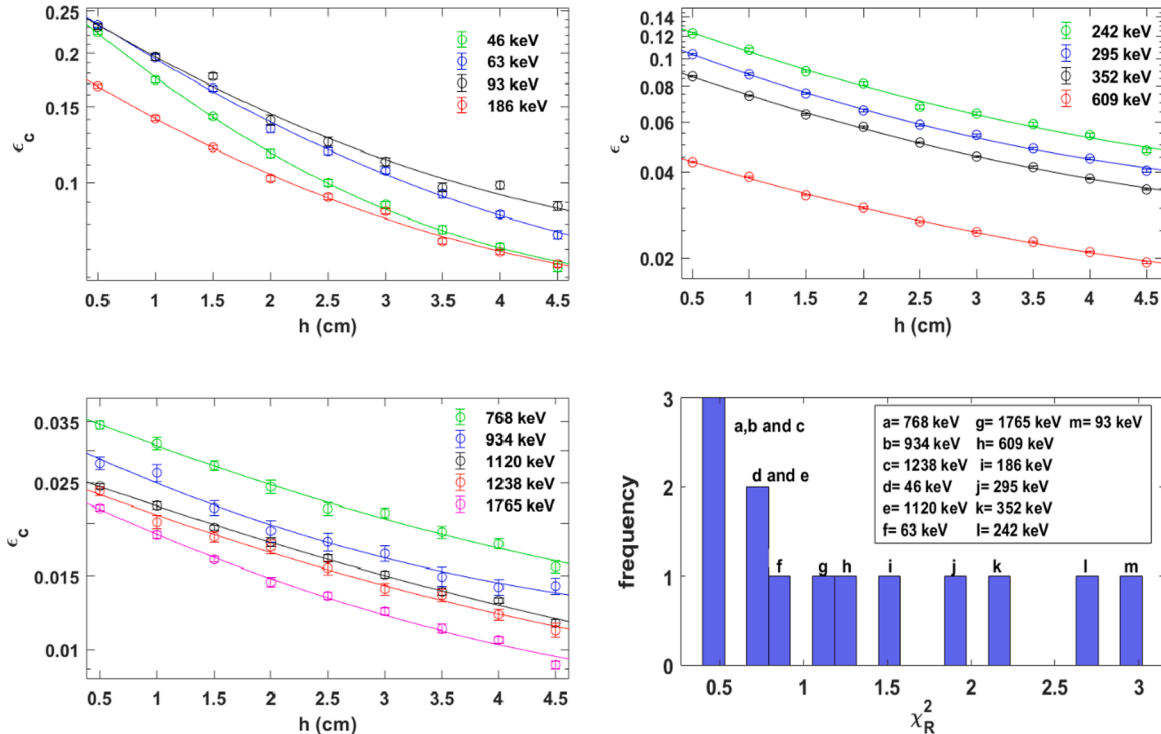 0.25
0.2
0.15
0.1
ϵc
46 keV
63 keV
93 keV
186 keV
0.5 1 1.5 2 2.5 3 3.5 4 4.5
h (cm)
0.14
0.12
0.1
0.08
0.06
0.04
0.02
ϵc
242 keV
295 keV
352 keV
609 keV
0.5 1 1.5 2 2.5 3 3.5 4 4.5
h (cm)
0.035
0.025
0.015
0.01
ϵc
768 keV
934 keV
1120 keV
1238 keV
1765 keV
0.5 1 1.5 2 2.5 3 3.5 4 4.5
h (cm)
3
2
1
0
frequency
a,b and c
d and e
f g h i j k l m
a= 768 keV g= 1765 keV m= 93 keV
b= 934 keV h= 609 keV
c= 1238 keV i= 186 keV
d= 46 keV j= 295 keV
e= 1120 keV k= 352 keV
f= 63 keV l= 242 keV
0.5 1 1.5 2 2.5 3
χ²R